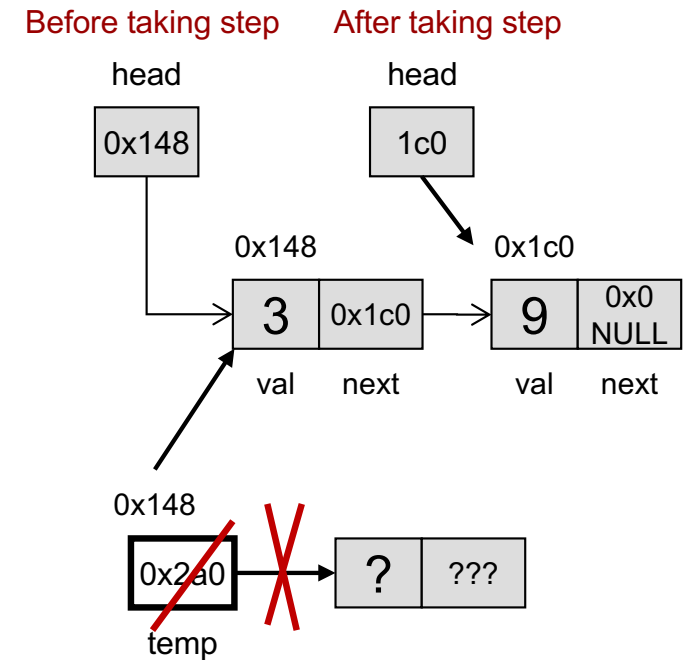 Before taking step
After taking step
head
head
0x148
1c0
0x148
0x1c0
3
0x1c0
9
0x0
NULL
val
next
val
next
0x148
0x2a0
?
???
temp